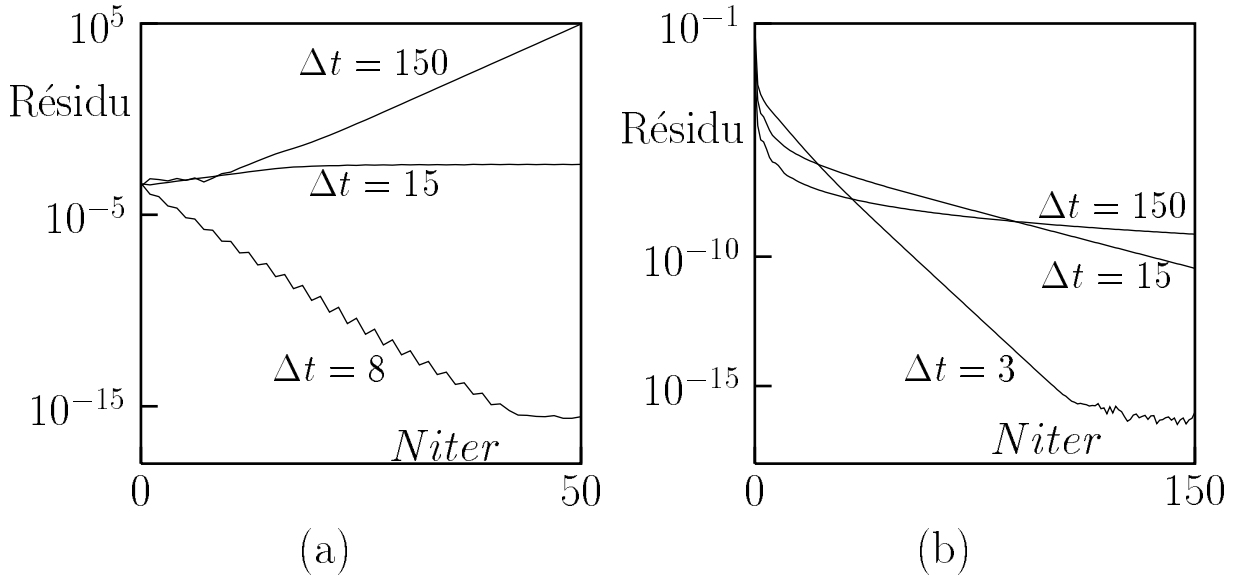 10^5
Résidu
Δt = 150
Δt = 15
10^-5
Δt = 8
10^-15
Niter
0
50
(a)
10^-1
Résidu
Δt = 150
10^-10
Δt = 15
Δt = 3
10^-15
Niter
0
150
(b)